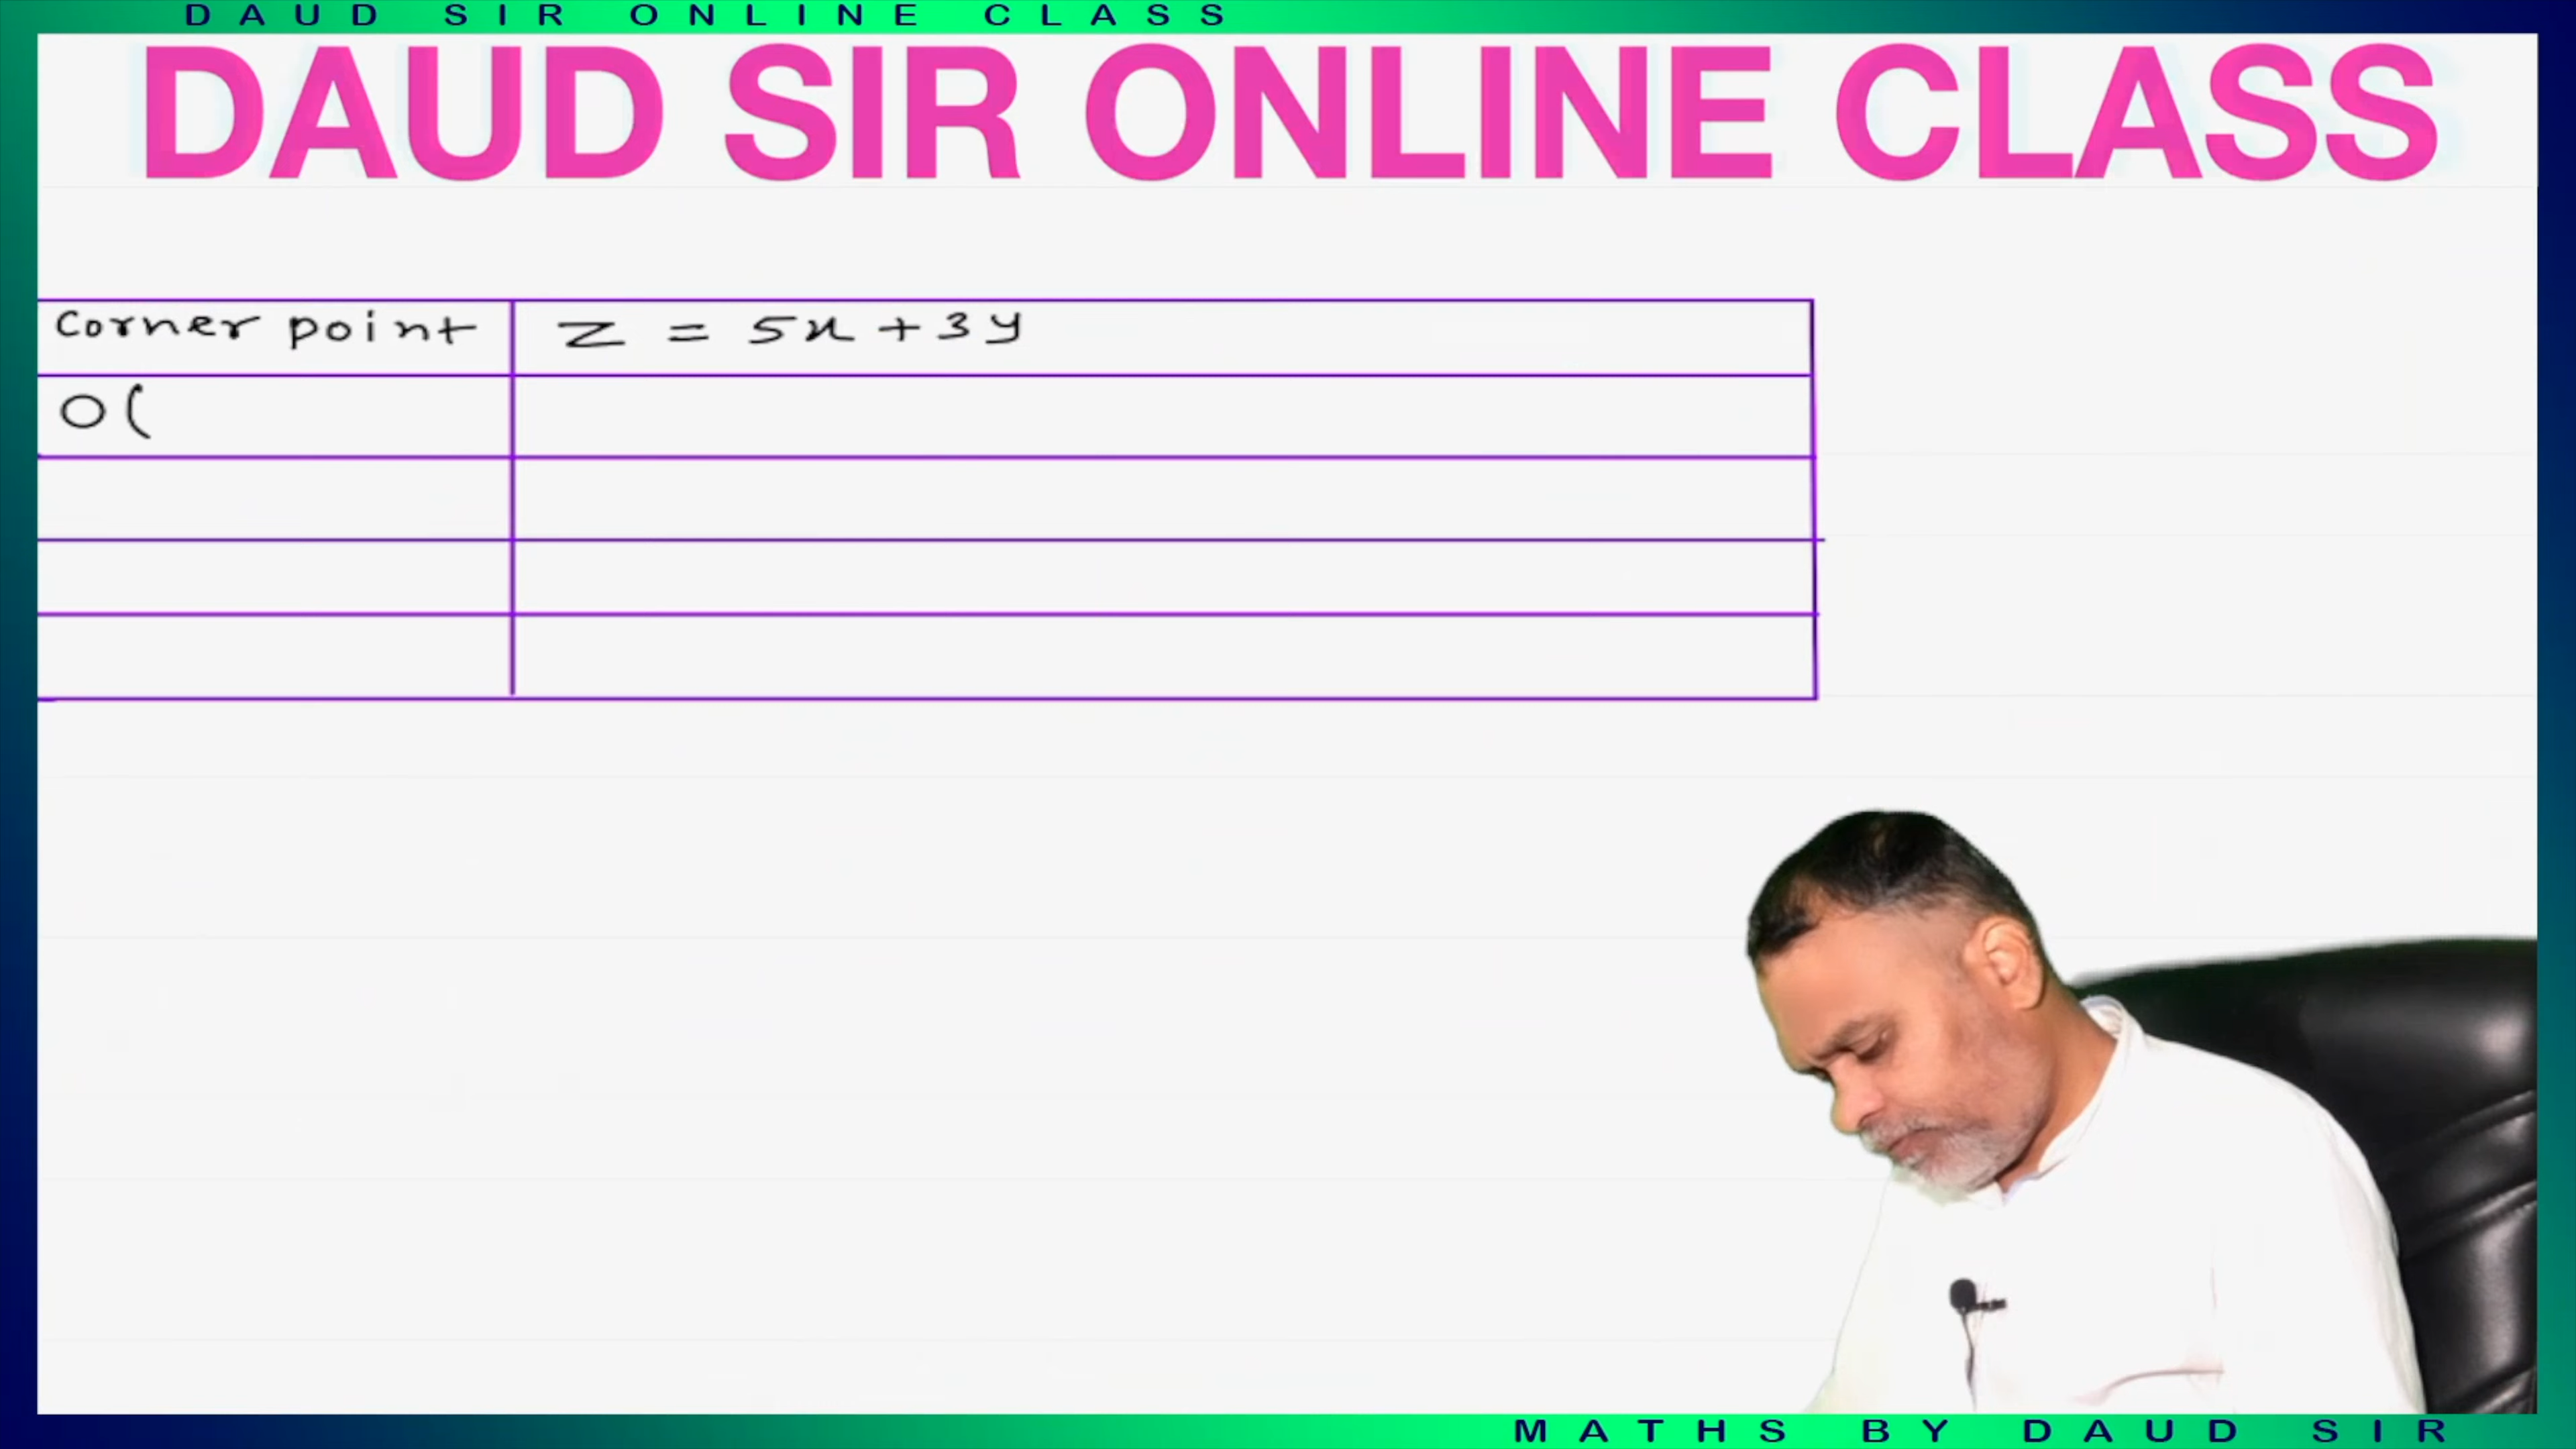 DAUD SIR ONLINE CLASS
DAUD SIR ONLINE CLASS
Corner point Z = 5x + 3y
O(
MATHS BY DAUD SIR